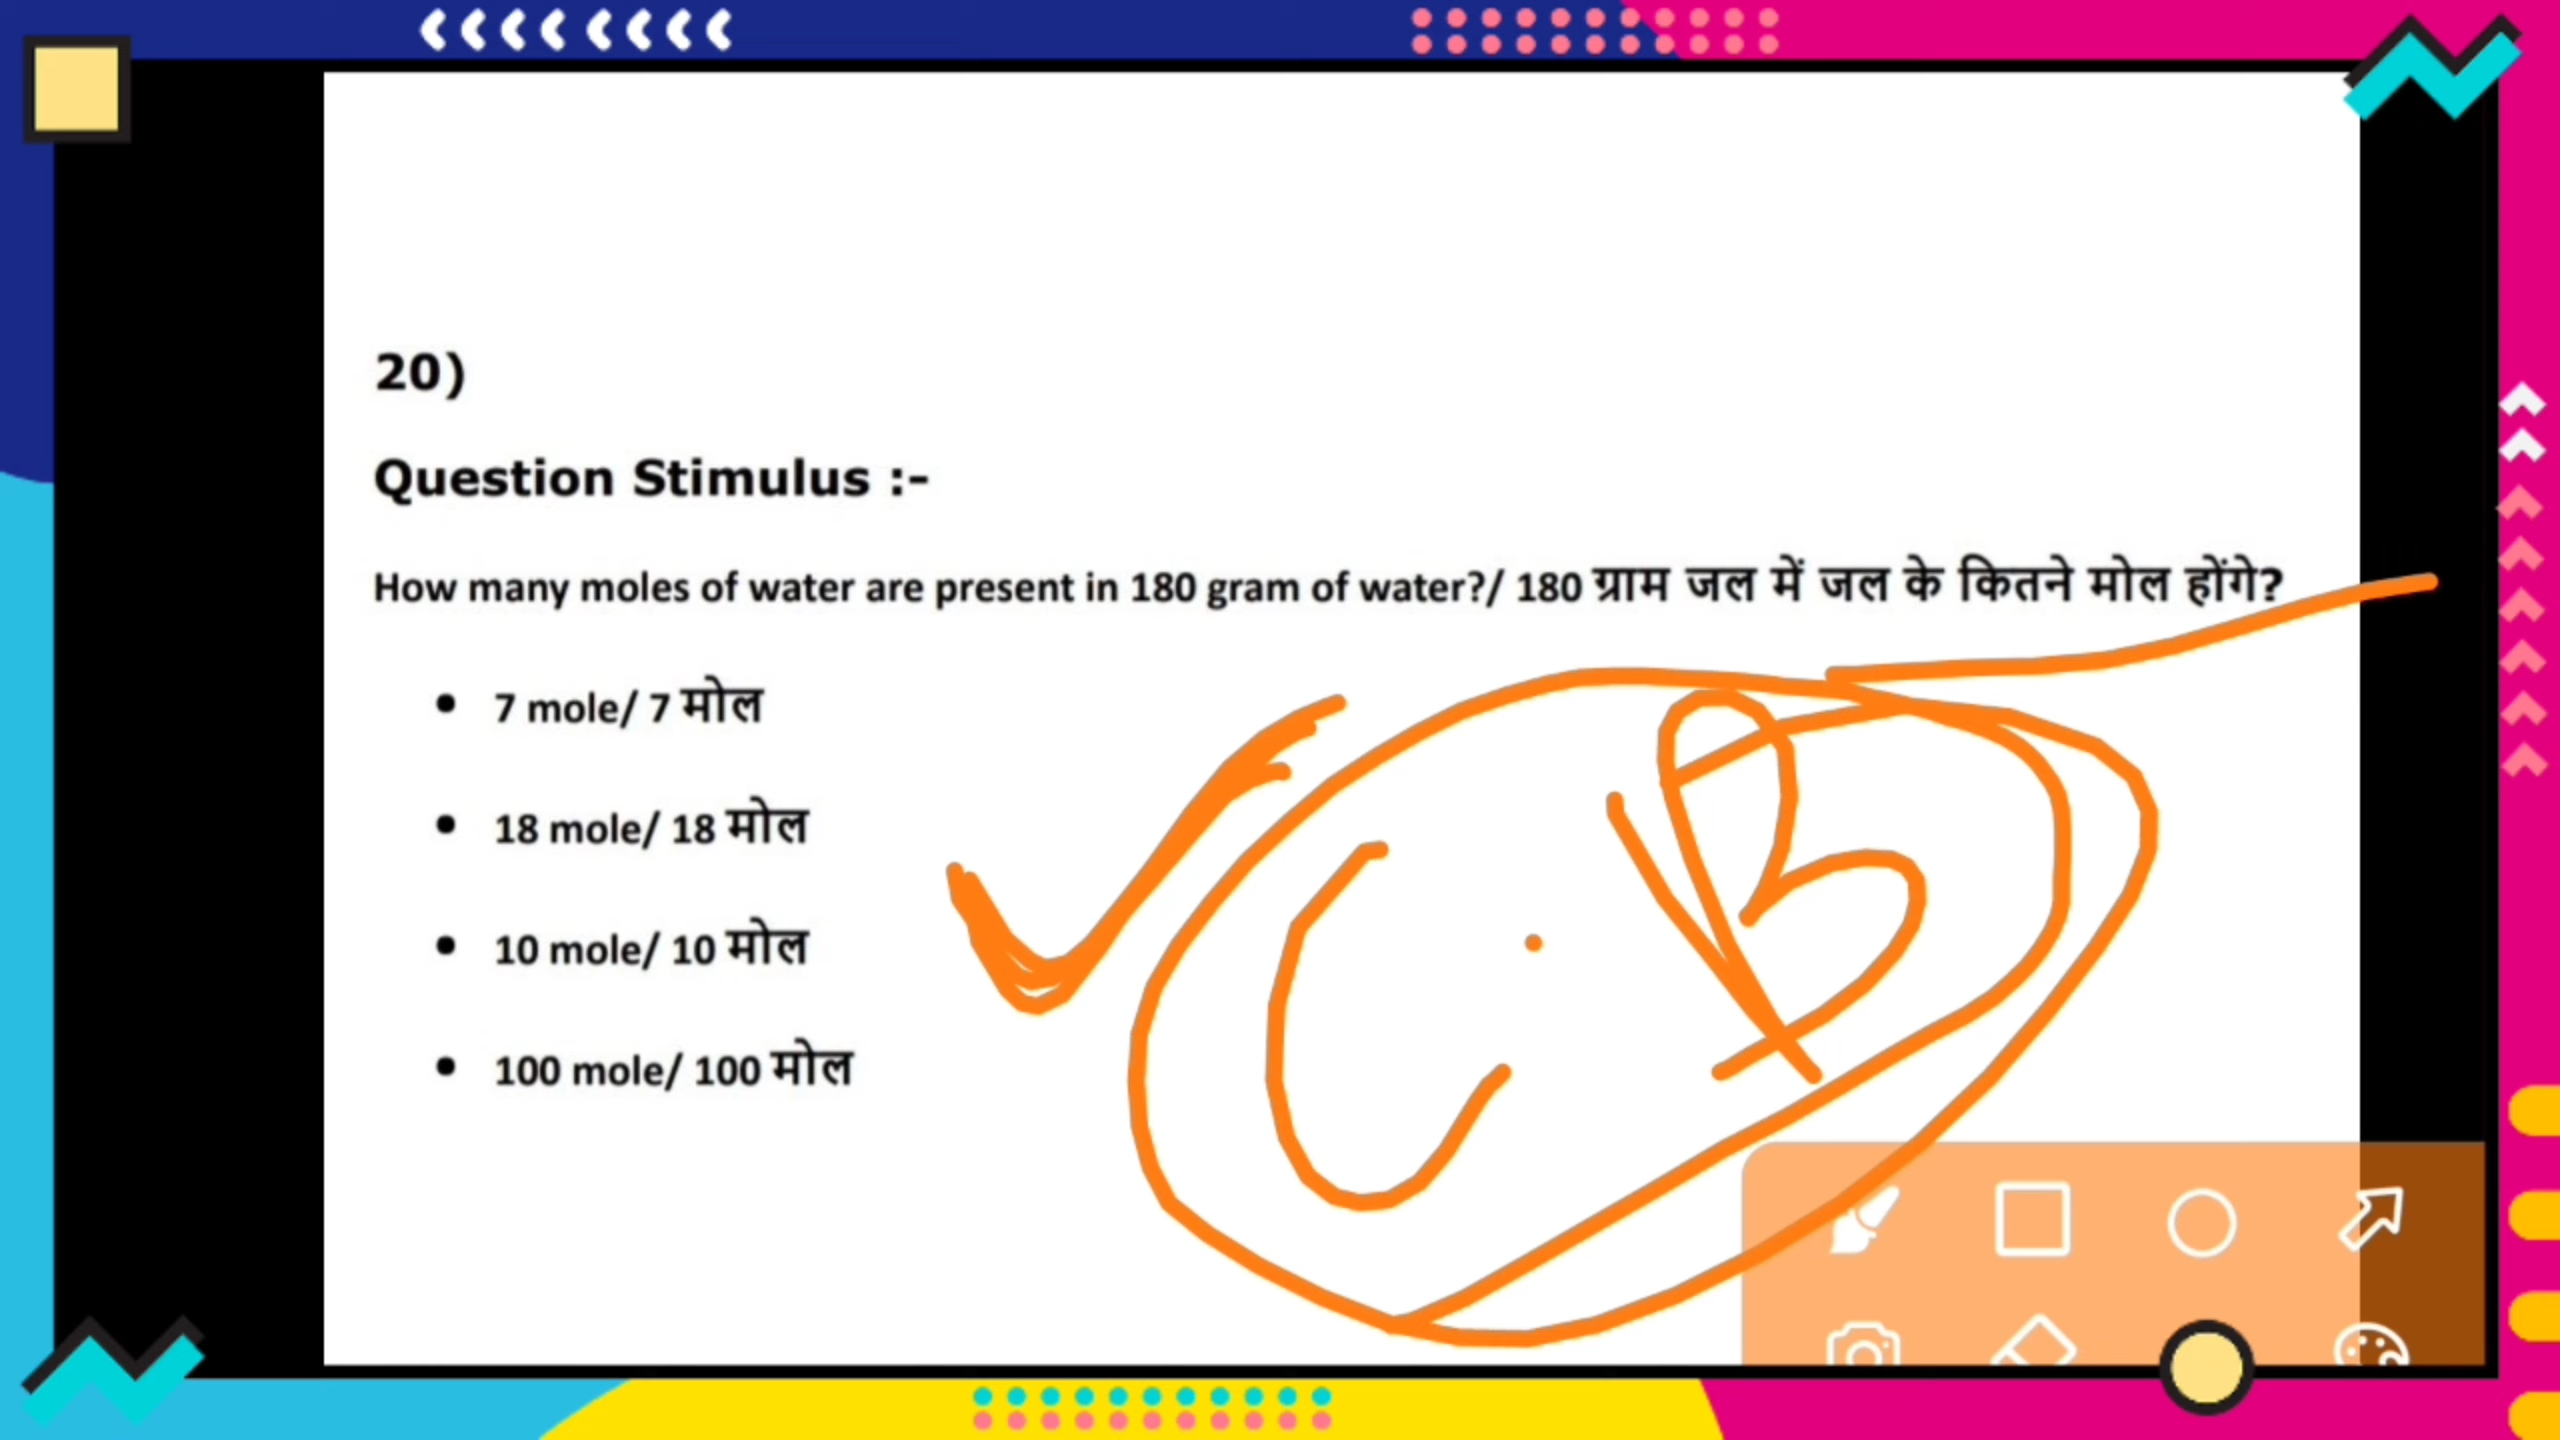 20)
Question Stimulus :-
How many moles of water are present in 180 gram of water?/ 180 ग्राम जल में जल के कितने मोल होंगे?
• 7 mole/ 7 मोल
• 18 mole/ 18 मोल
• 10 mole/ 10 मोल
• 100 mole/ 100 मोल
C . B